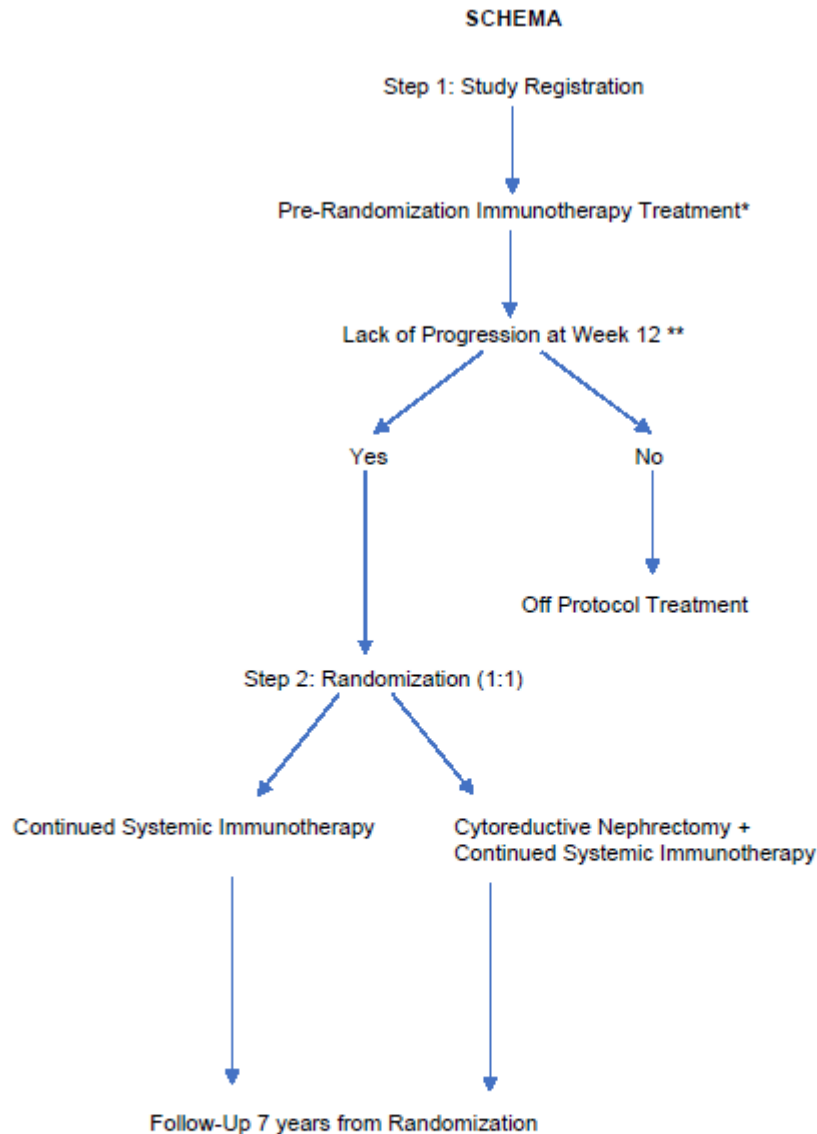 SCHEMA
Step 1: Study Registration
Pre-Randomization Immunotherapy Treatment*
Lack of Progression at Week 12 **
Yes
No
Off Protocol Treatment
Step 2: Randomization (1:1)
Continued Systemic Immunotherapy
Cytoreductive Nephrectomy +
Continued Systemic Immunotherapy
Follow-Up 7 years from Randomization